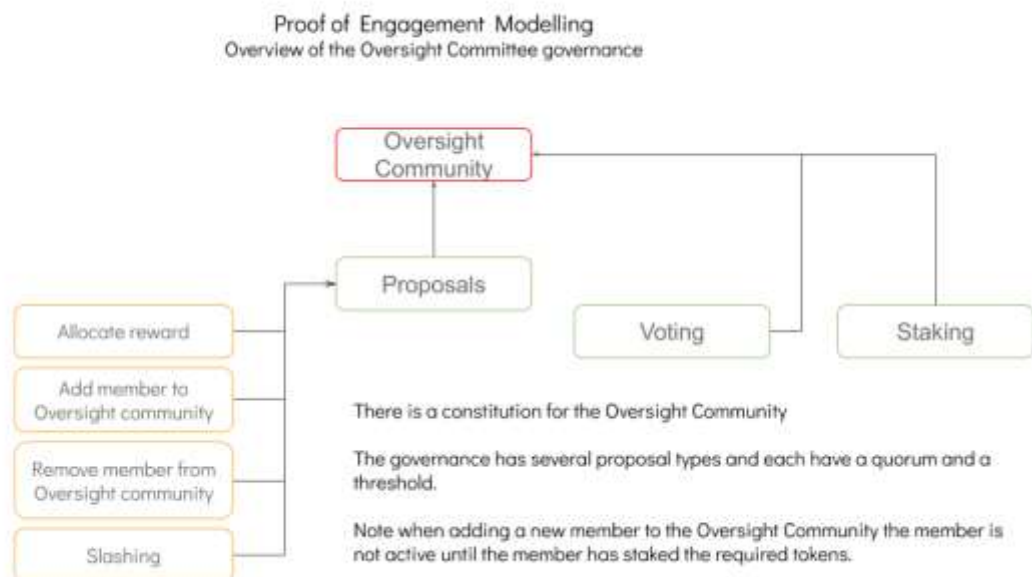 Proof of Engagement Modelling
Overview of the Oversight Committee governance
Oversight
Community
Proposals
Allocate reward
Voting
Staking
Add member to
Oversight community
There is a constitution for the Oversight Community
Remove member from
Oversight community
The governance has several proposal types and each have a quorum and a
threshold.
Slashing
Note when adding a new member to the Oversight Community the member is
not active until the member has staked the required tokens.